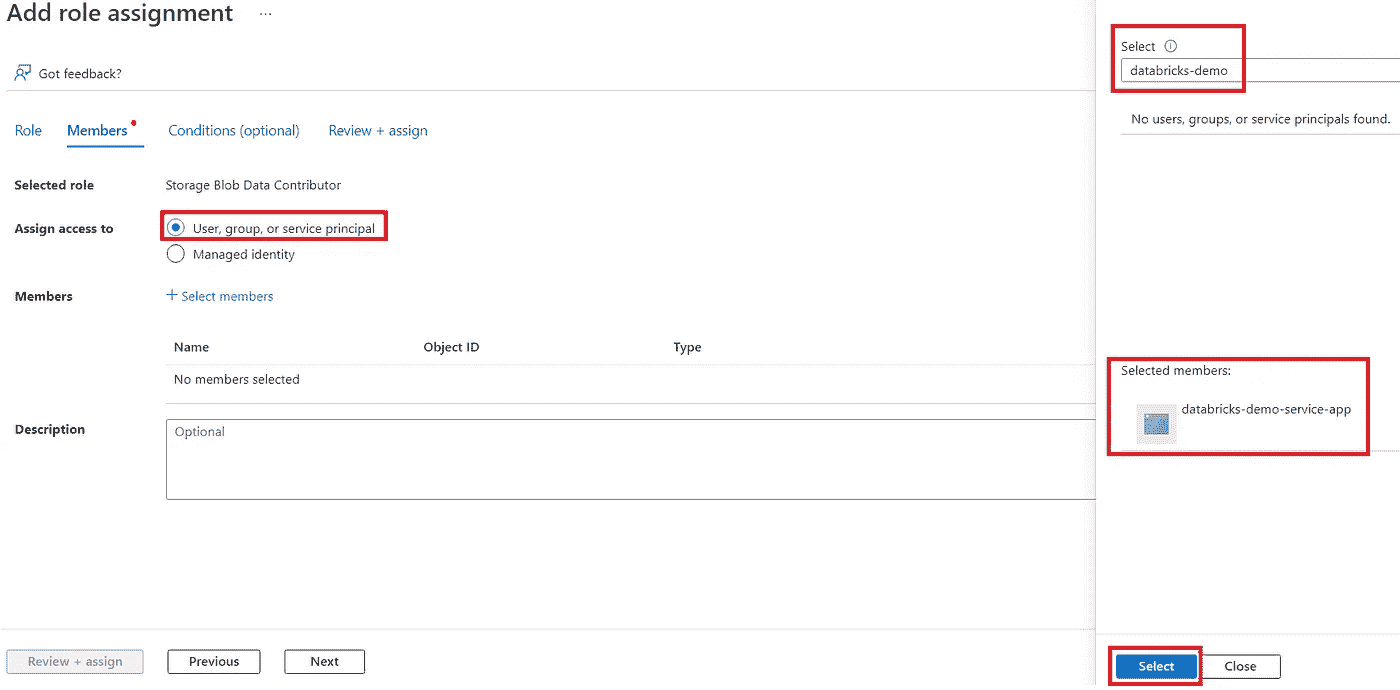 Add role assignment ...
Got feedback?
Role Members Conditions (optional) Review + assign
Selected role Storage Blob Data Contributor
Assign access to User, group, or service principal
Managed identity
Members + Select members
Name Object ID Type
No members selected
Description Optional
Review + assign Previous Next
Select
databricks-demo
No users, groups, or service principals found.
Selected members:
databricks-demo-service-app
Select Close